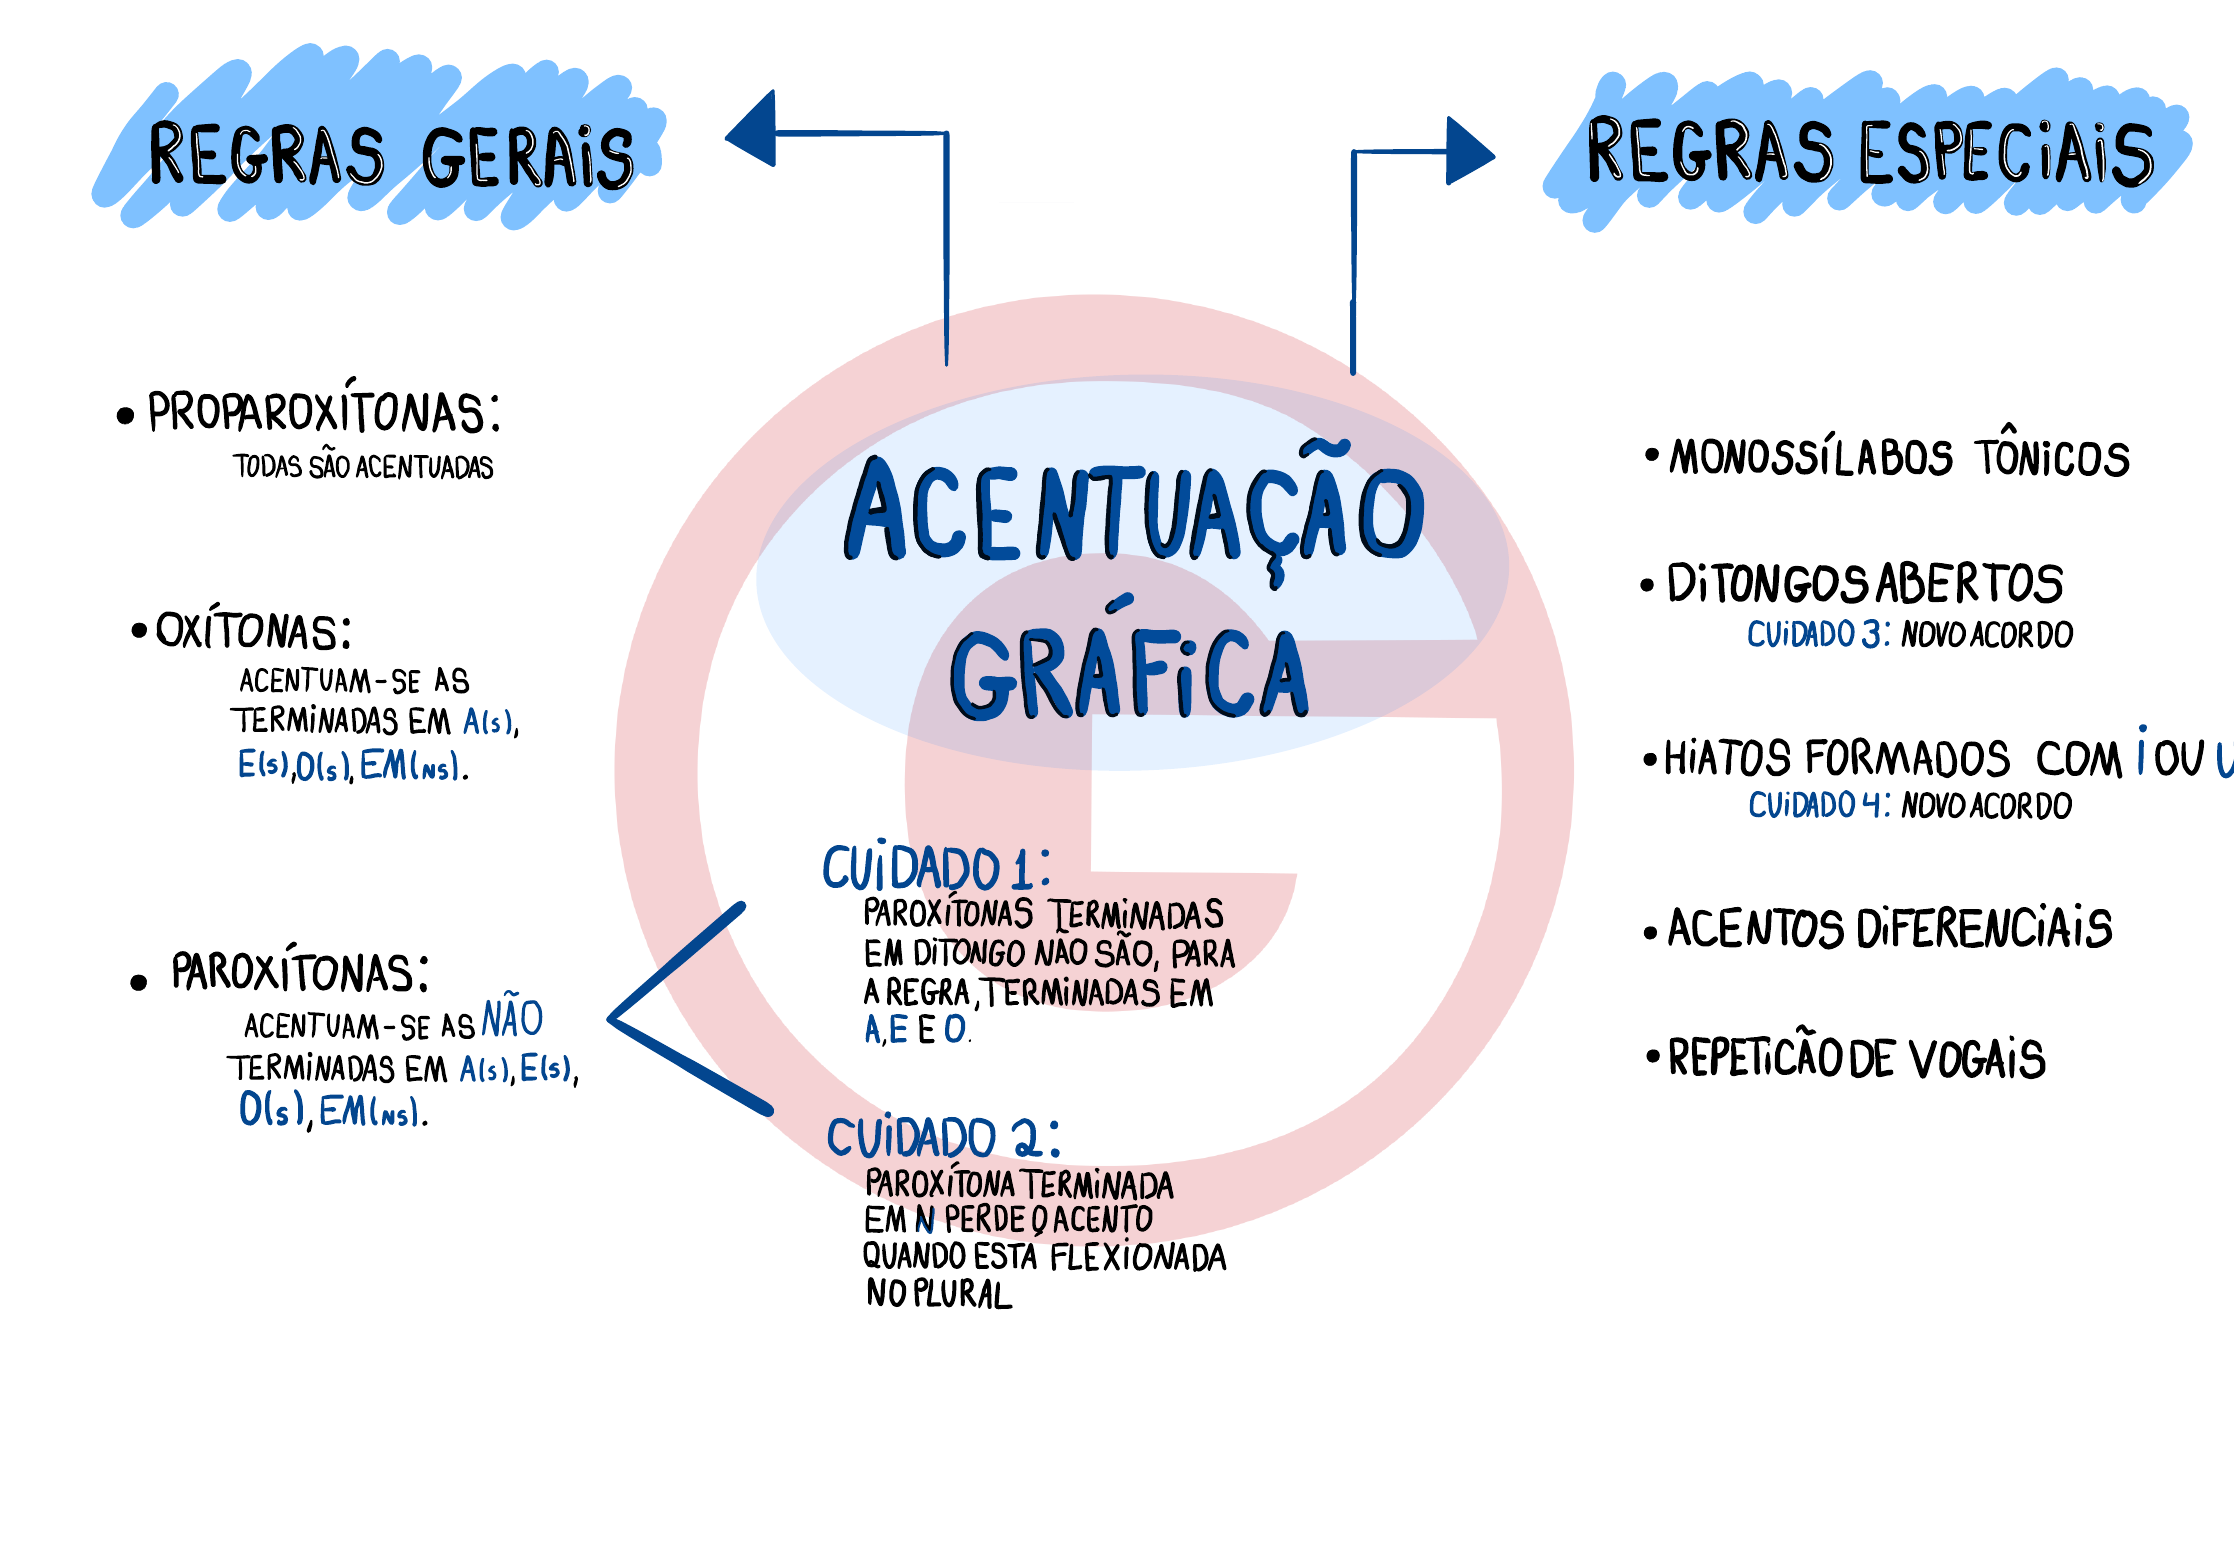 REGRAS GERAIS
PROPAROXÍTONAS:
TODAS SÃO ACENTUADAS
OXÍTONAS:
ACENTUAM-SE AS
TERMINADAS EM A(s),
E(s),O(s), EM(NS).
PAROXÍTONAS:
ACENTUAM-SE AS NÃO
TERMINADAS EM A(s), E(s),
O(s), EM(NS).
ACENTUAÇÃO
GRÁFICA
CUIDADO 1:
PAROXÍTONAS TERMINADAS
EM DITONGO NÃO SÃO, PARA
A REGRA, TERMINADAS EM
A, E E O.
CUIDADO 2:
PAROXÍTONA TERMINADA
EM N PERDE O ACENTO
QUANDO ESTÁ FLEXIONADA
NO PLURAL
REGRAS ESPECIAIS
MONOSSÍLABOS TÔNICOS
DITONGOS ABERTOS
CUIDADO 3: NOVO ACORDO
HIATOS FORMADOS COM I OU U
CUIDADO 4: NOVO ACORDO
ACENTOS DIFERENCIAIS
REPETICÃO DE VOGAIS